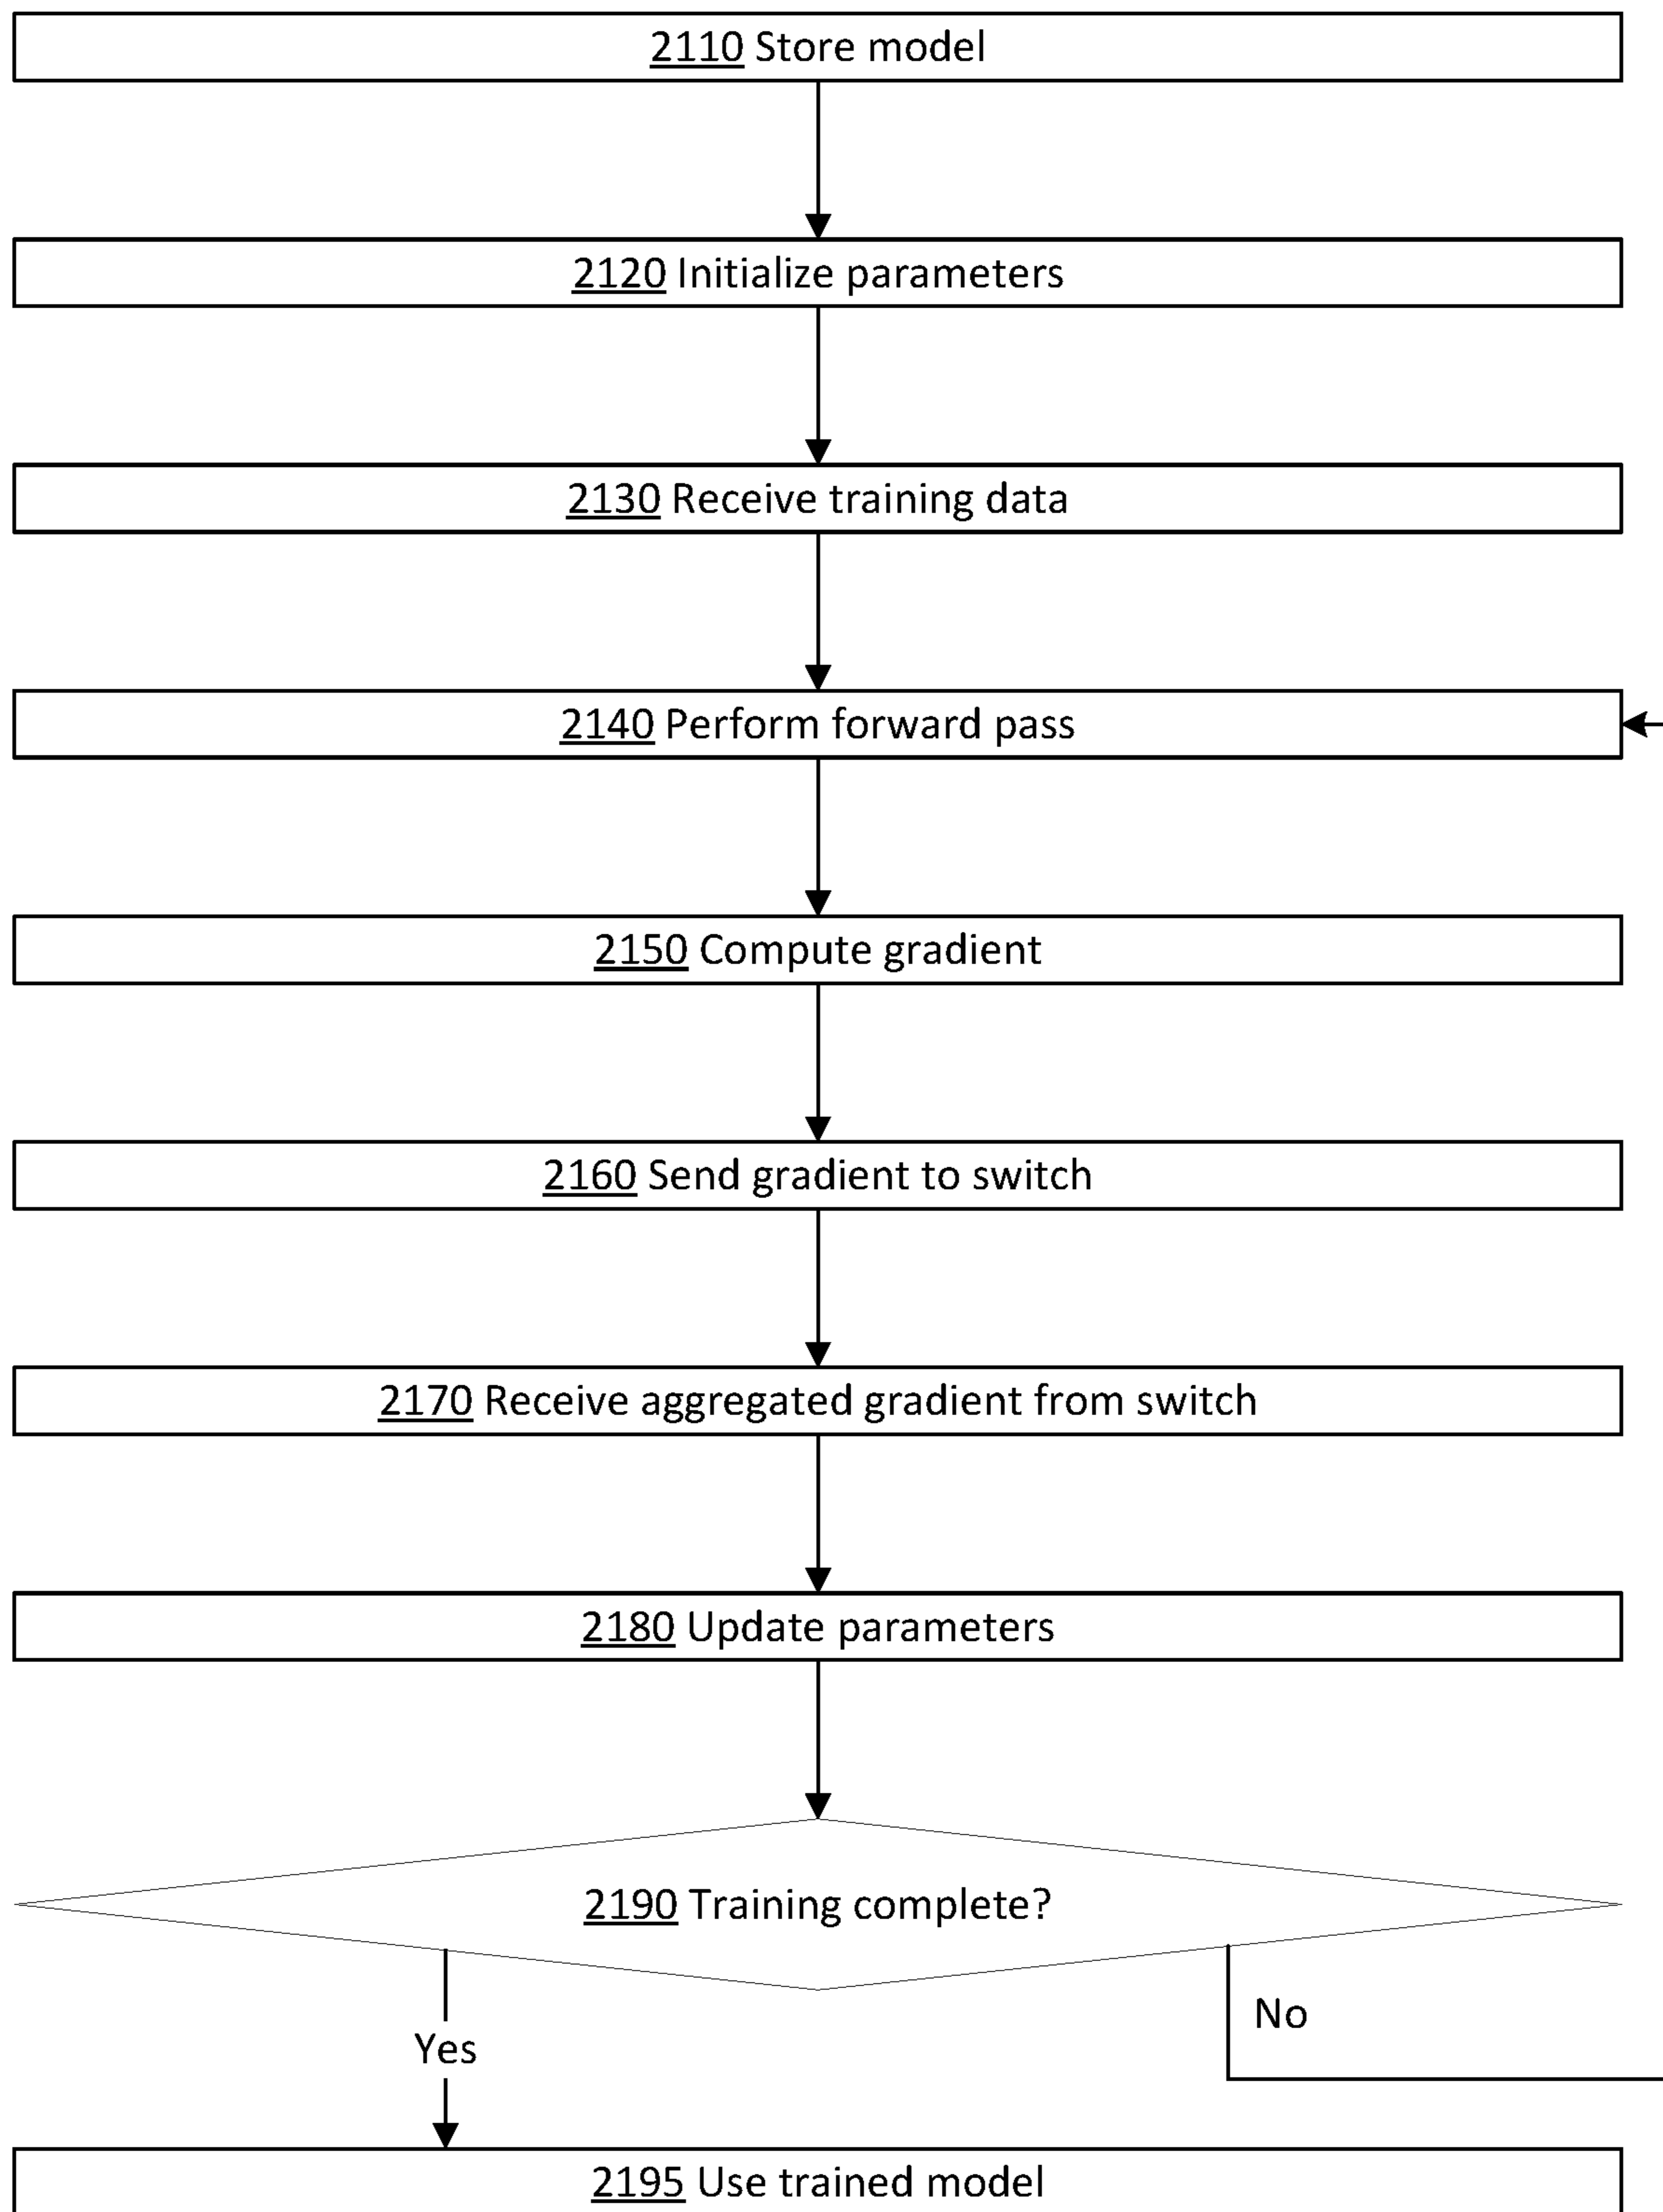 2110 Store model
2120 Initialize parameters
2130 Receive training data
2140 Perform forward pass
2150 Compute gradient
2160 Send gradient to switch
2170 Receive aggregated gradient from switch
2180 Update parameters
2190 Training complete?
No
Yes
2195 Use trained model